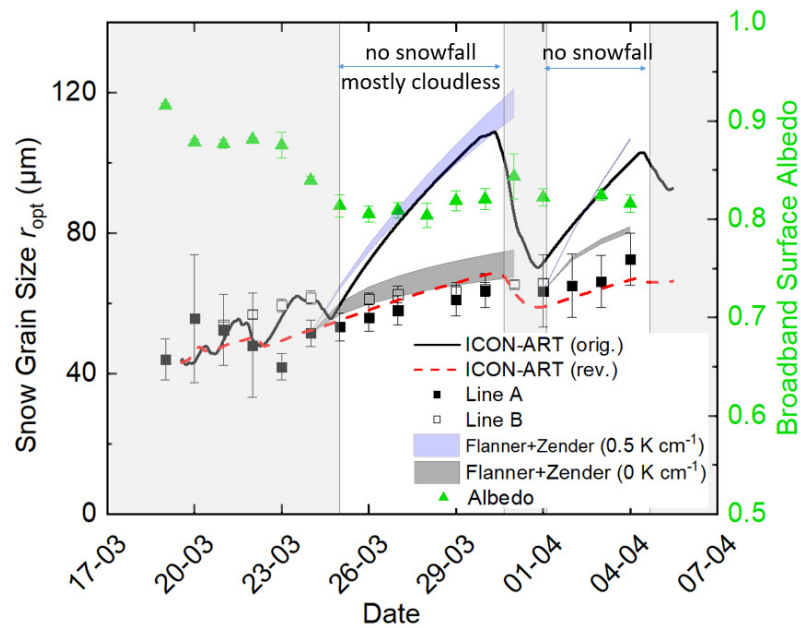 no snowfall
no snowfall
mostly cloudless
Snow Grain Size r_opt (µm)
120
80
40
0
1.0
0.9
0.8
0.7
0.6
0.5
Broadband Surface Albedo
ICON-ART (orig.)
ICON-ART (rev.)
Line A
Line B
Flanner+Zender (0.5 K cm⁻¹)
Flanner+Zender (0 K cm⁻¹)
Albedo
17-03
20-03
23-03
26-03
29-03
01-04
04-04
07-04
Date